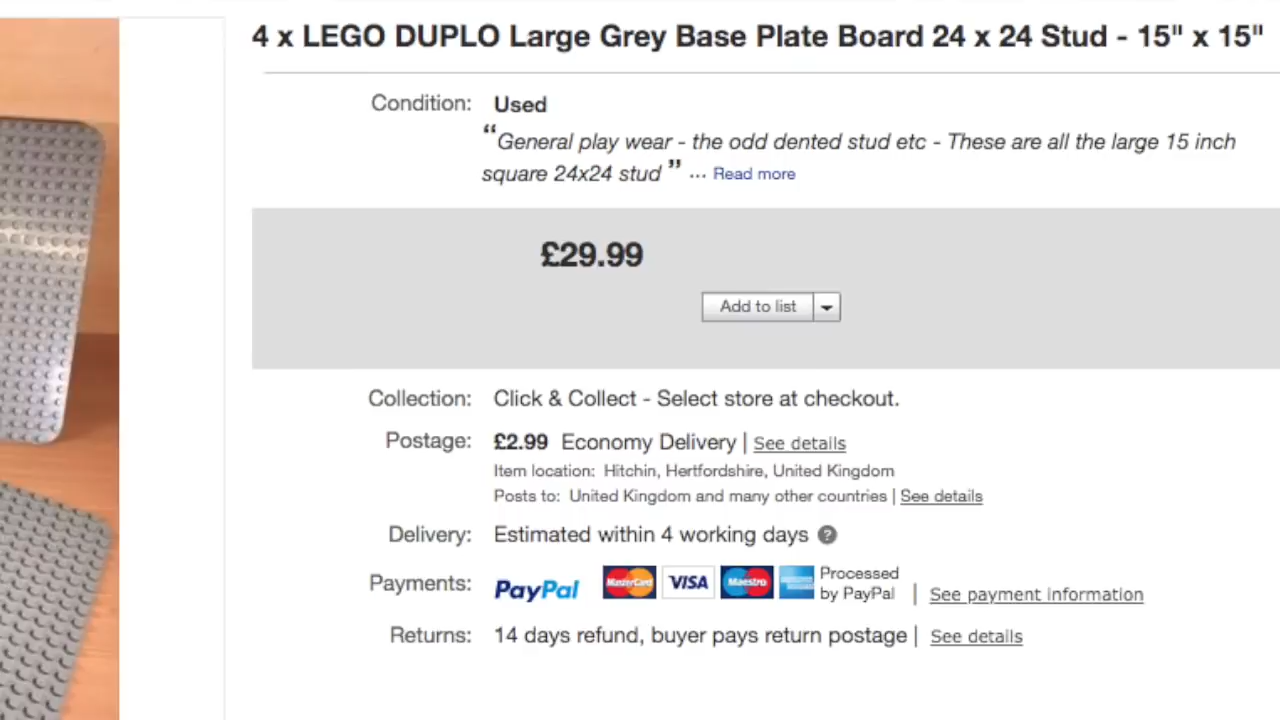 4 x LEGO DUPLO Large Grey Base Plate Board 24 x 24 Stud - 15" x 15"
Condition: Used
“General play wear - the odd dented stud etc - These are all the large 15 inch
square 24x24 stud ” ... Read more
£29.99
Add to list
Collection: Click & Collect - Select store at checkout.
Postage: £2.99 Economy Delivery | See details
Item location: Hitchin, Hertfordshire, United Kingdom
Posts to: United Kingdom and many other countries | See details
Delivery: Estimated within 4 working days ?
Payments: PayPal MasterCard VISA Maestro Processed
by PayPal | See payment information
Returns: 14 days refund, buyer pays return postage | See details